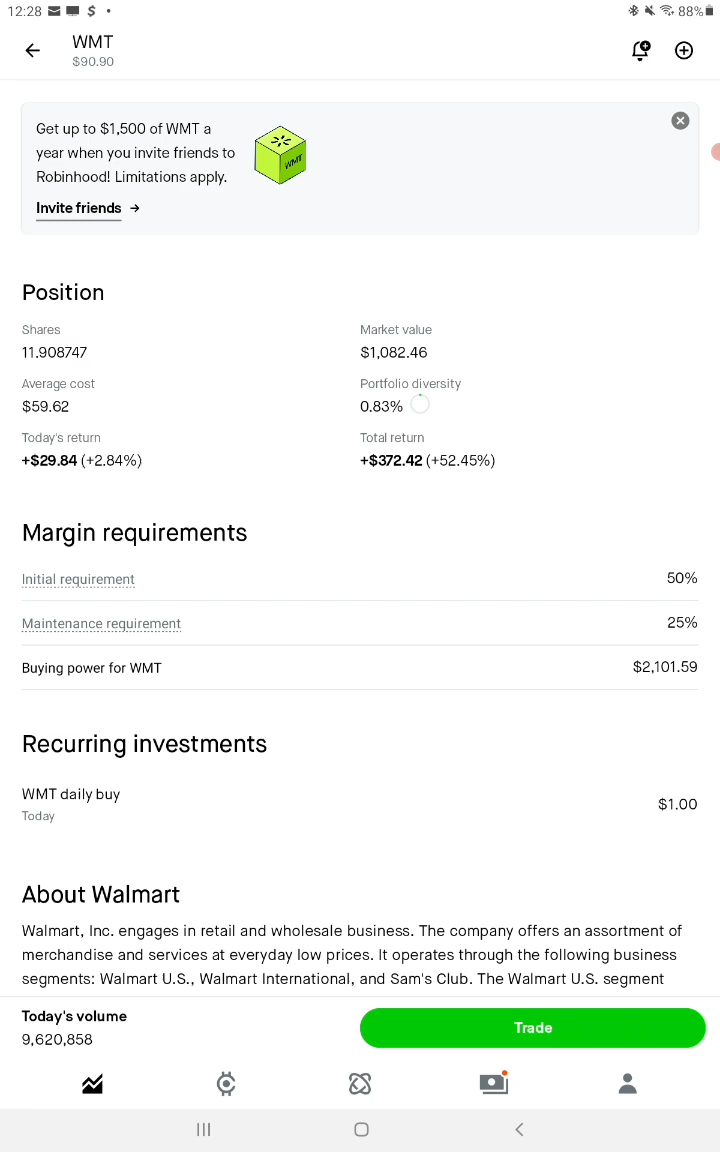 12:28 $ • 88%
WMT
$90.90
Get up to $1,500 of WMT a
year when you invite friends to
Robinhood! Limitations apply.
WMT
Invite friends →
Position
Shares
Market value
11.908747
$1,082.46
Average cost
Portfolio diversity
$59.62
0.83%
Today's return
Total return
+$29.84 (+2.84%)
+$372.42 (+52.45%)
Margin requirements
Initial requirement 50%
Maintenance requirement 25%
Buying power for WMT $2,101.59
Recurring investments
WMT daily buy
Today
$1.00
About Walmart
Walmart, Inc. engages in retail and wholesale business. The company offers an assortment of
merchandise and services at everyday low prices. It operates through the following business
segments: Walmart U.S., Walmart International, and Sam's Club. The Walmart U.S. segment
Today's volume
9,620,858
Trade